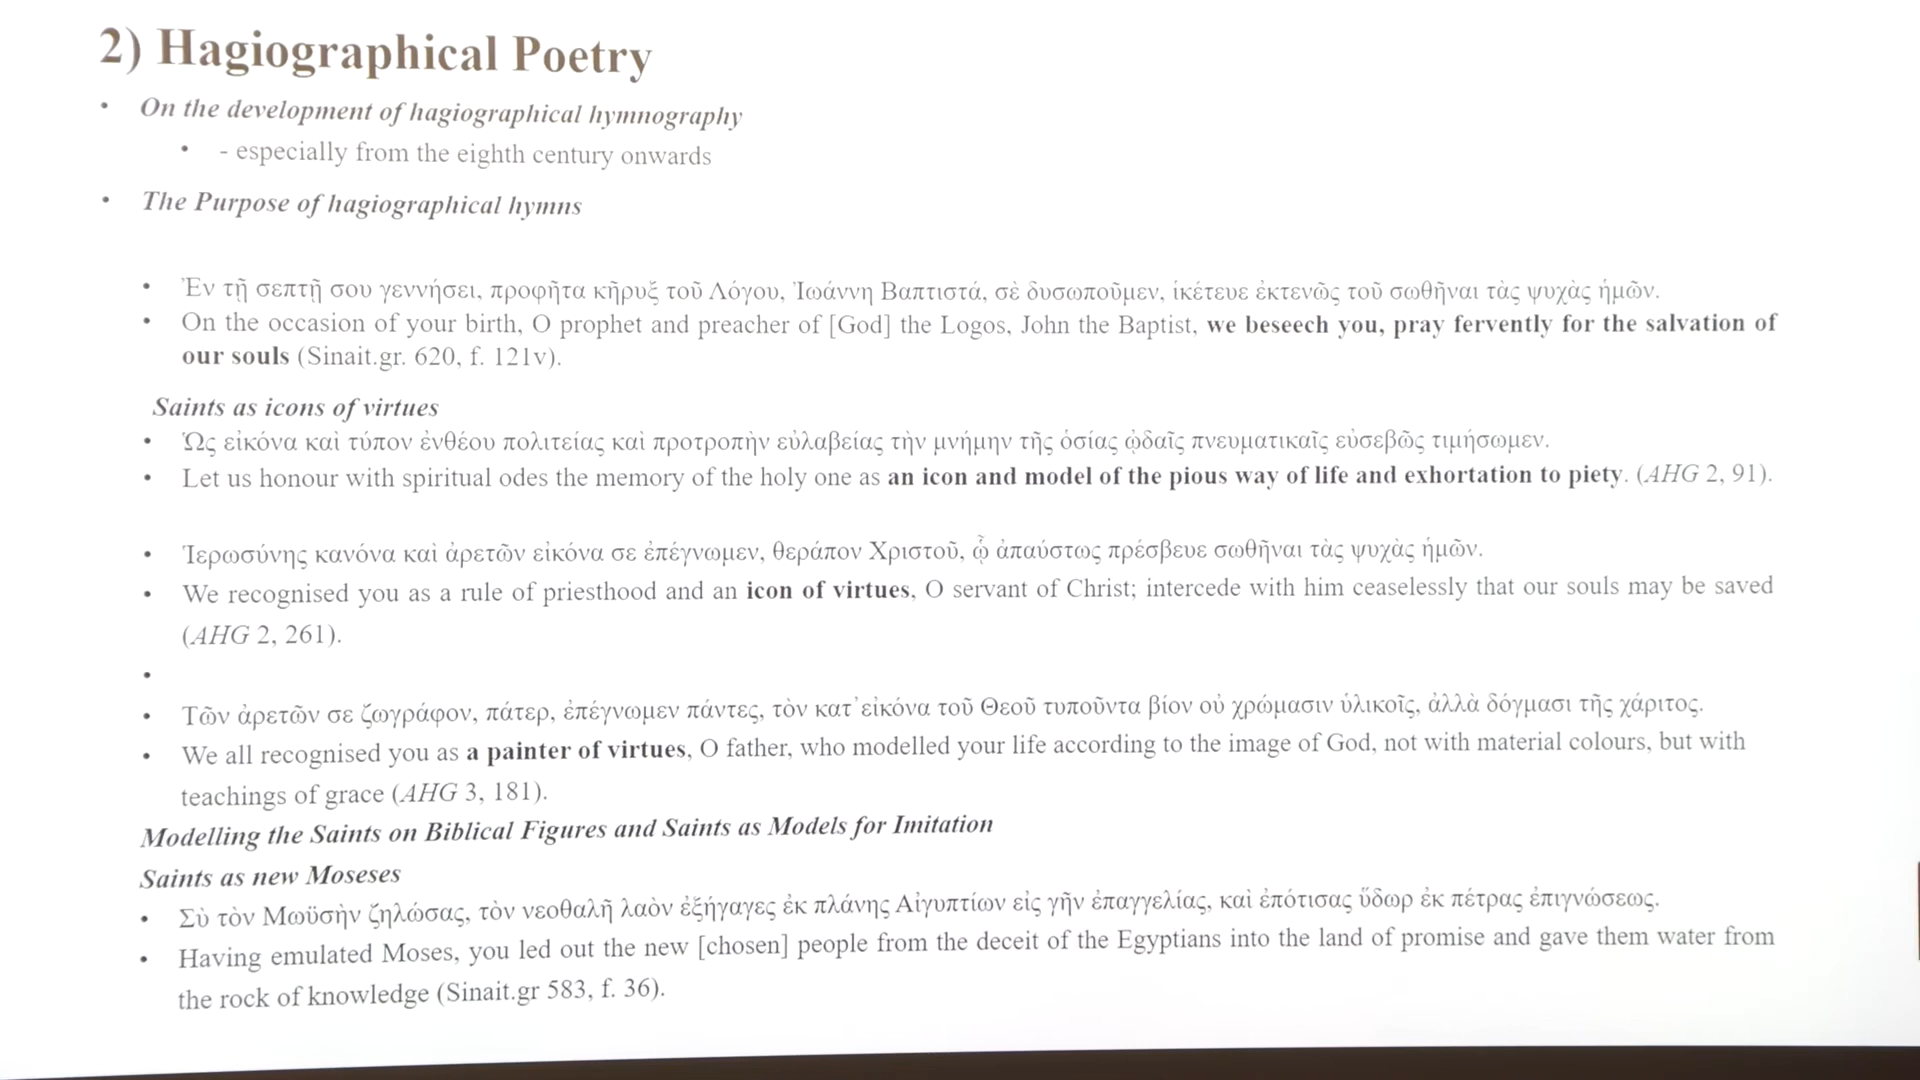 2) Hagiographical Poetry
• On the development of hagiographical hymnography
• - especially from the eighth century onwards
• The Purpose of hagiographical hymns
• Ἐν τῇ σεπτῇ σου γεννήσει, προφῆτα κῆρυξ τοῦ Λόγου, Ἰωάννη Βαπτιστά, σὲ δυσωποῦμεν, ἱκέτευε ἐκτενῶς τοῦ σωθῆναι τὰς ψυχὰς ἡμῶν.
• On the occasion of your birth, O prophet and preacher of [God] the Logos, John the Baptist, we beseech you, pray fervently for the salvation of
our souls (Sinait.gr. 620, f. 121v).
Saints as icons of virtues
• Ὡς εἰκόνα καὶ τύπον ἐνθέου πολιτείας καὶ προτροπὴν εὐλαβείας τὴν μνήμην τῆς ὁσίας ᾠδαῖς πνευματικαῖς εὐσεβῶς τιμήσωμεν.
• Let us honour with spiritual odes the memory of the holy one as an icon and model of the pious way of life and exhortation to piety. (AHG 2, 91).
• Ἱερωσύνης κανόνα καὶ ἀρετῶν εἰκόνα σε ἐπέγνωμεν, θεράπον Χριστοῦ, ᾧ ἀπαύστως πρέσβευε σωθῆναι τὰς ψυχὰς ἡμῶν.
• We recognised you as a rule of priesthood and an icon of virtues, O servant of Christ; intercede with him ceaselessly that our souls may be saved
(AHG 2, 261).
•
• Τῶν ἀρετῶν σε ζωγράφον, πάτερ, ἐπέγνωμεν πάντες, τὸν κατ᾽εἰκόνα τοῦ Θεοῦ τυποῦντα βίον οὐ χρώμασιν ὑλικοῖς, ἀλλὰ δόγμασι τῆς χάριτος.
• We all recognised you as a painter of virtues, O father, who modelled your life according to the image of God, not with material colours, but with
teachings of grace (AHG 3, 181).
Modelling the Saints on Biblical Figures and Saints as Models for Imitation
Saints as new Moseses
• Σὺ τὸν Μωϋσὴν ζηλώσας, τὸν νεοθαλῆ λαὸν ἐξήγαγες ἐκ πλάνης Αἰγυπτίων εἰς γῆν ἐπαγγελίας, καὶ ἐπότισας ὕδωρ ἐκ πέτρας ἐπιγνώσεως.
• Having emulated Moses, you led out the new [chosen] people from the deceit of the Egyptians into the land of promise and gave them water from
the rock of knowledge (Sinait.gr 583, f. 36).